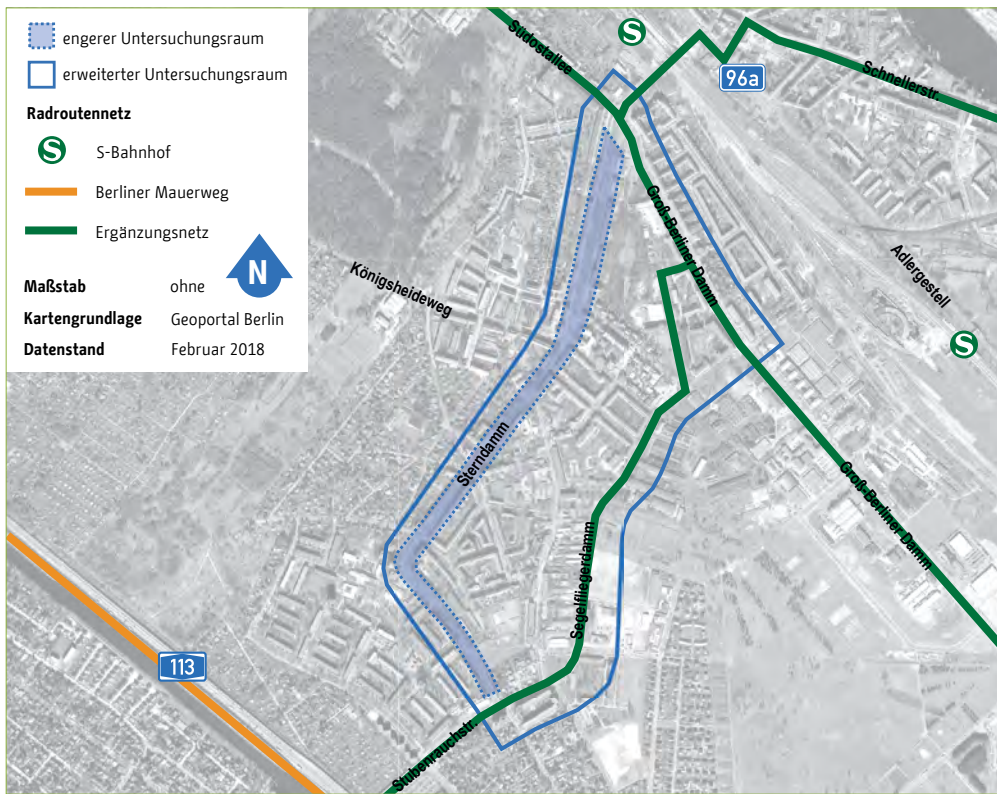 engerer Untersuchungsraum
erweiterter Untersuchungsraum
Radroutennetz
S S-Bahnhof
Berliner Mauerweg
Ergänzungsnetz
N
Maßstab ohne
Kartengrundlage Geoportal Berlin
Datenstand Februar 2018
Südostallee
S
96a
Schnellerstr.
Groß-Berliner Damm
Adlergestell
Königsheideweg
S
Sterndamm
Groß-Berliner Damm
Segelfliegerdamm
113
Stubenrauchstr.